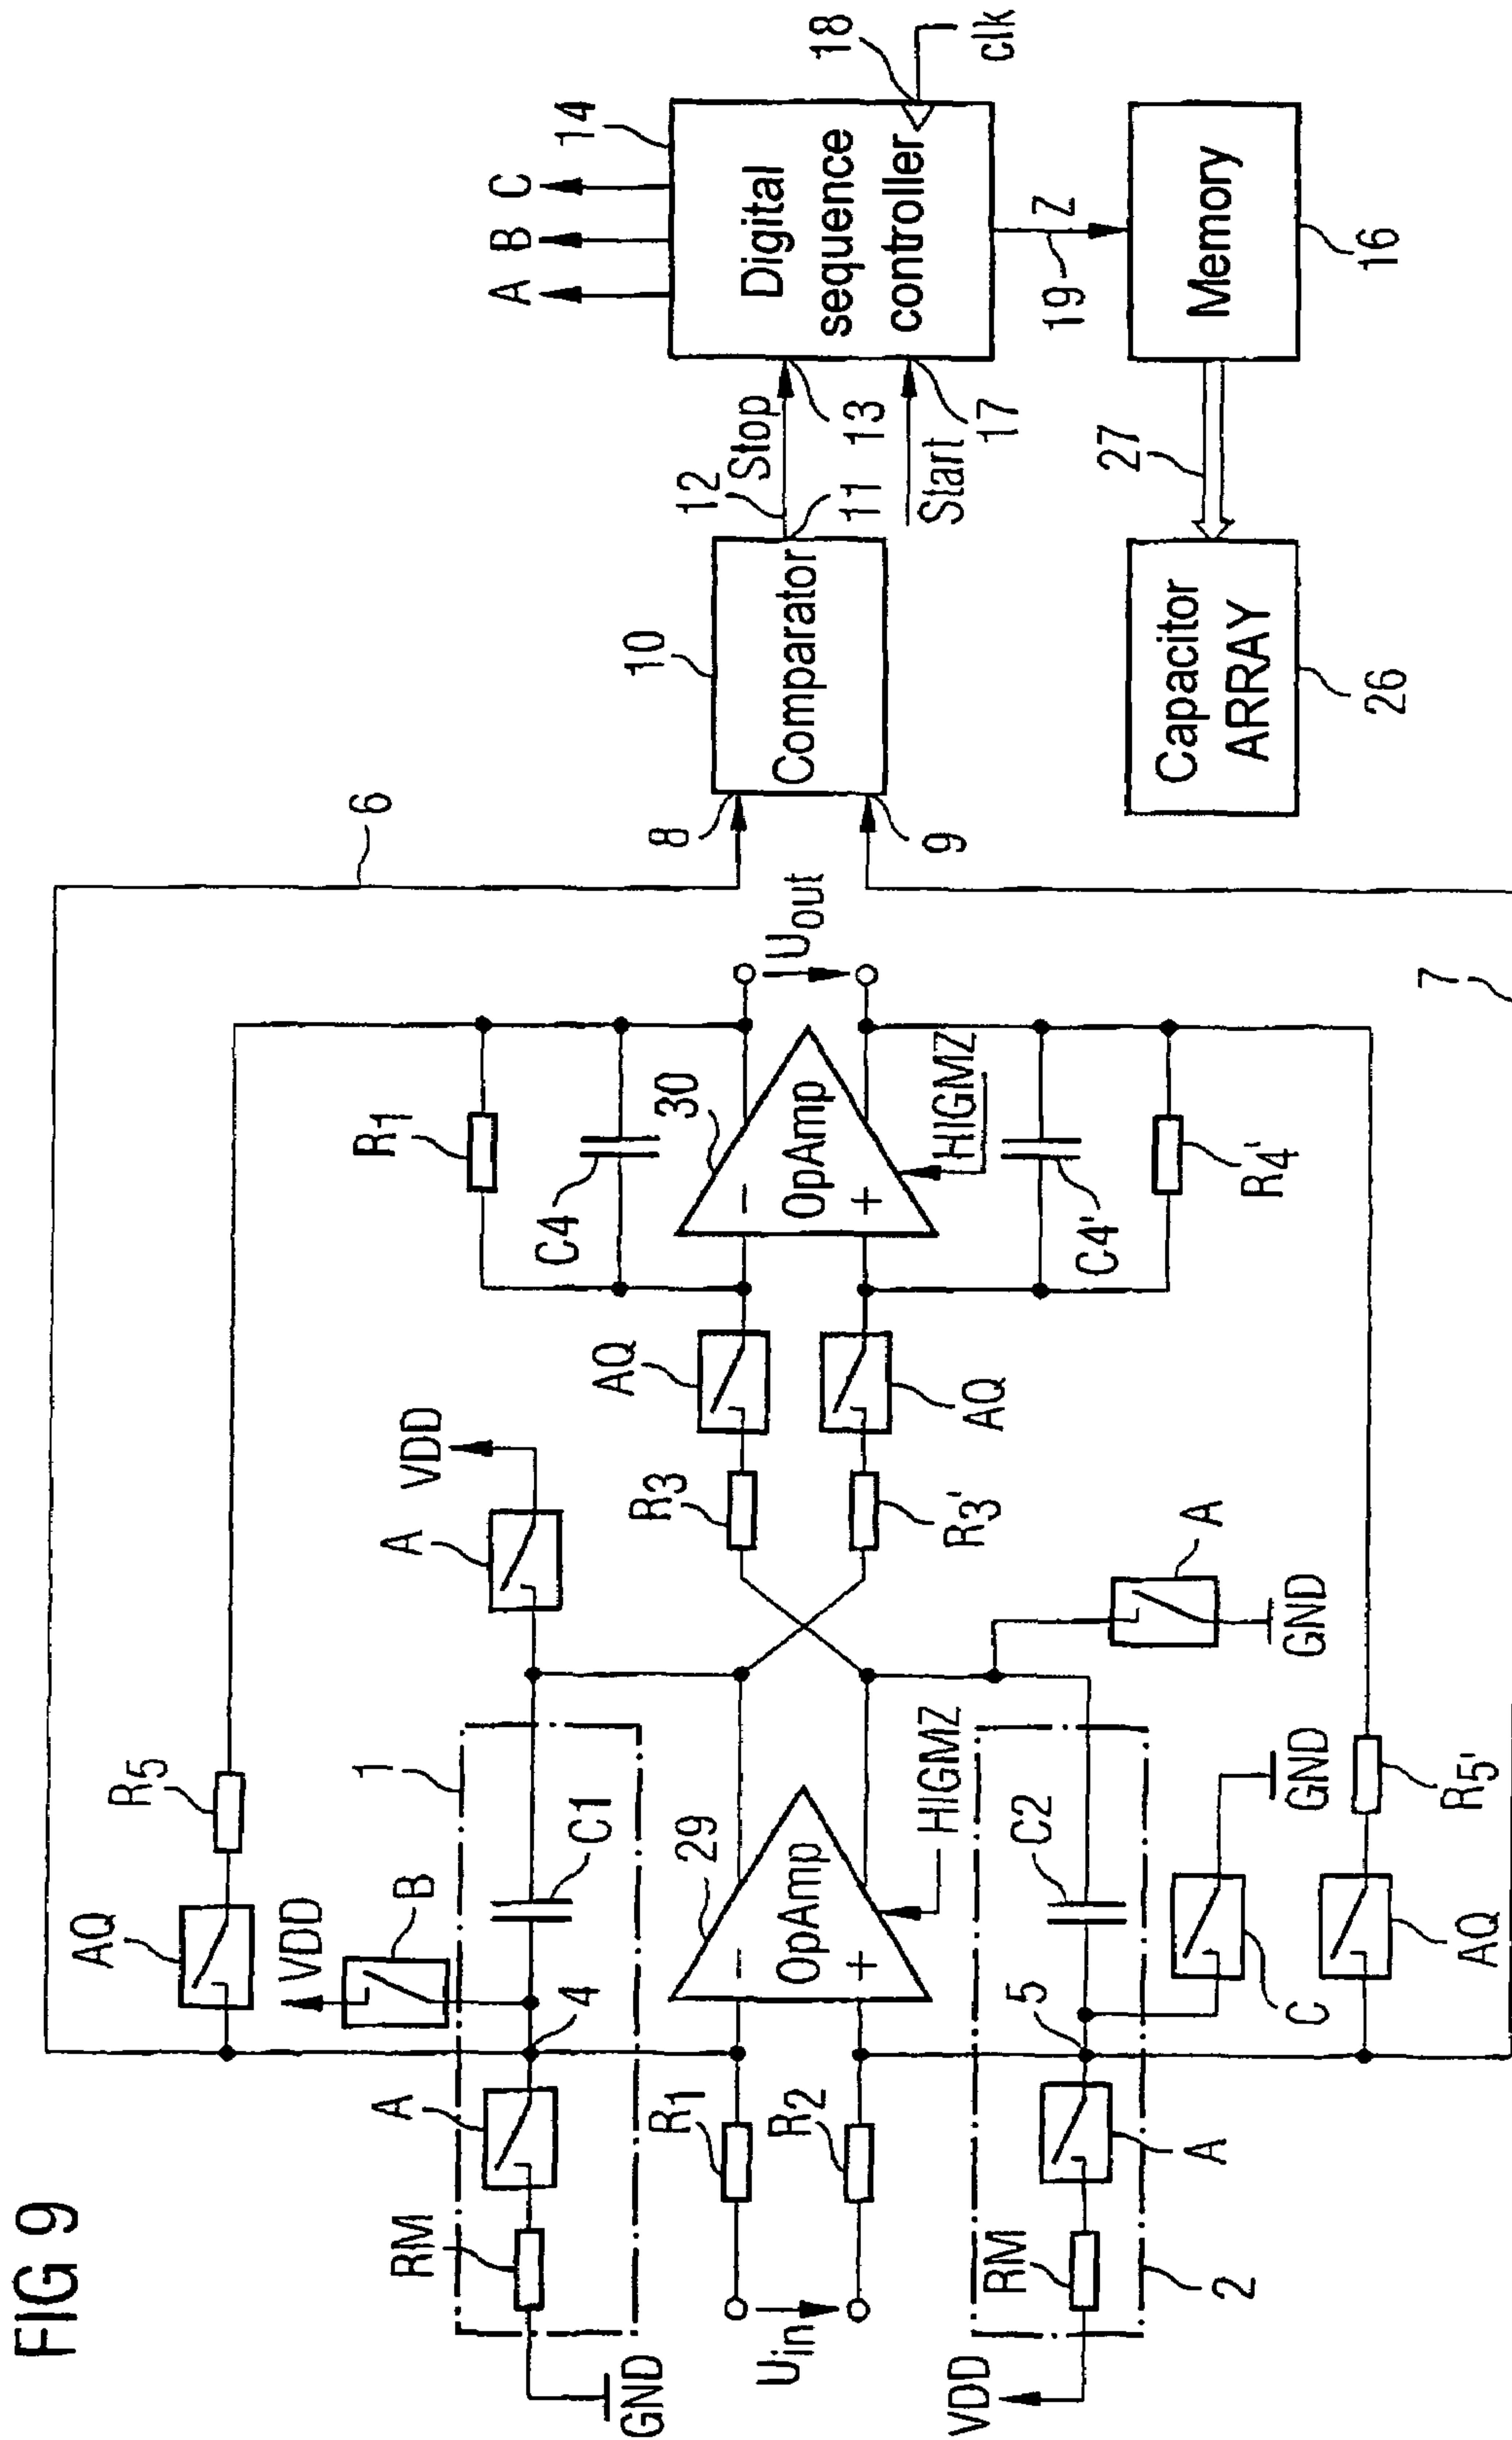 FIG 9
6
AQ
R5
R1
C4
VDD
A
VDD
B
1
C1
A
RM
4
GND
AQ
R3
30
OpAmp
−
+
HIGMZ
Uout
8
9
10
Comparator
11
12
Stop
13
Start
17
A
B
C
14
Digital
sequence
controller
18
clk
19
Z
Memory
16
27
Capacitor
ARRAY
26
AQ
R3'
C4'
R4'
7
R1
R2
Uin
29
OpAmp
−
+
HIGMZ
A
GND
C2
5
RM
A
2
VDD
GND
C
R5'
AQ